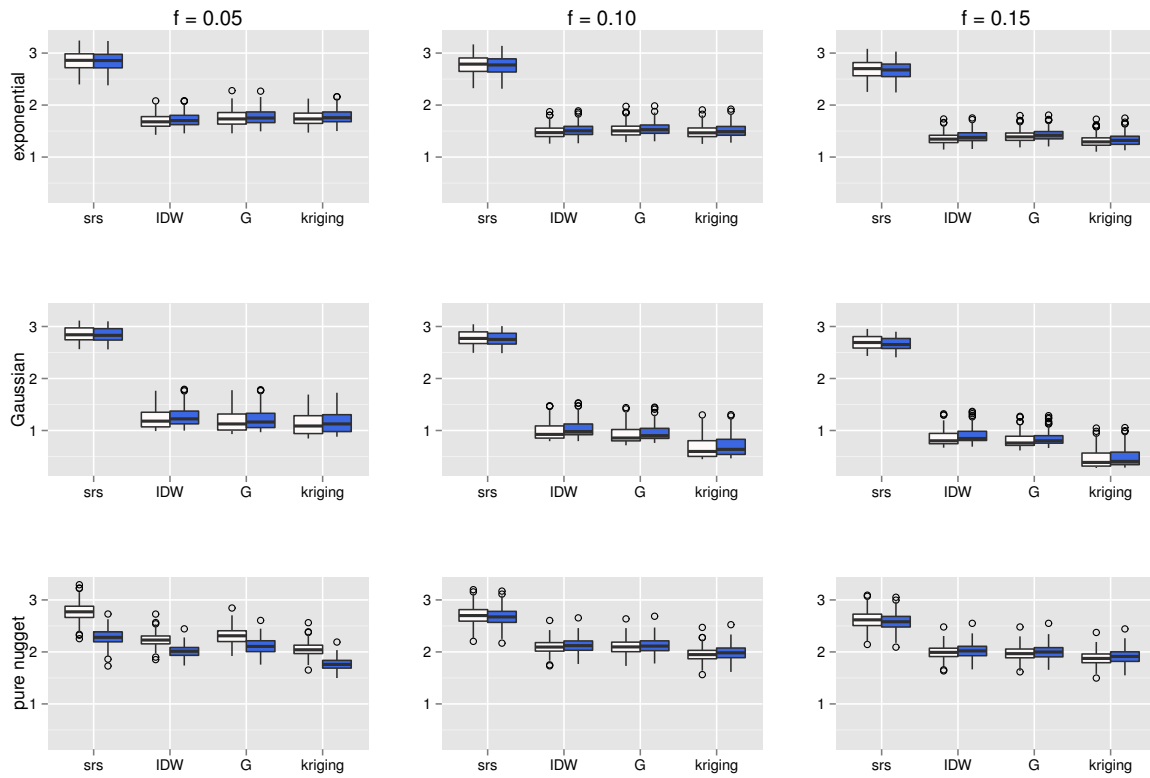 f = 0.05
f = 0.10
f = 0.15
exponential
3
2
1
srs IDW G kriging
3
2
1
srs IDW G kriging
3
2
1
srs IDW G kriging
Gaussian
3
2
1
srs IDW G kriging
3
2
1
srs IDW G kriging
3
2
1
srs IDW G kriging
pure nugget
3
2
1
srs IDW G kriging
3
2
1
srs IDW G kriging
3
2
1
srs IDW G kriging